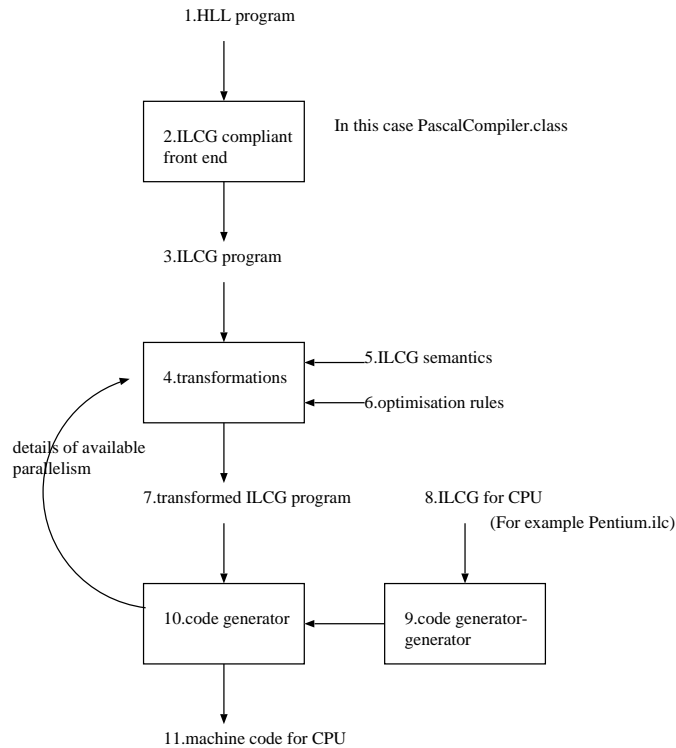 1.HLL program
2.ILCG compliant
front end
In this case PascalCompiler.class
3.ILCG program
4.transformations
5.ILCG semantics
6.optimisation rules
details of available
parallelism
7.transformed ILCG program
8.ILCG for CPU
(For example Pentium.ilc)
10.code generator
9.code generator-
generator
11.machine code for CPU